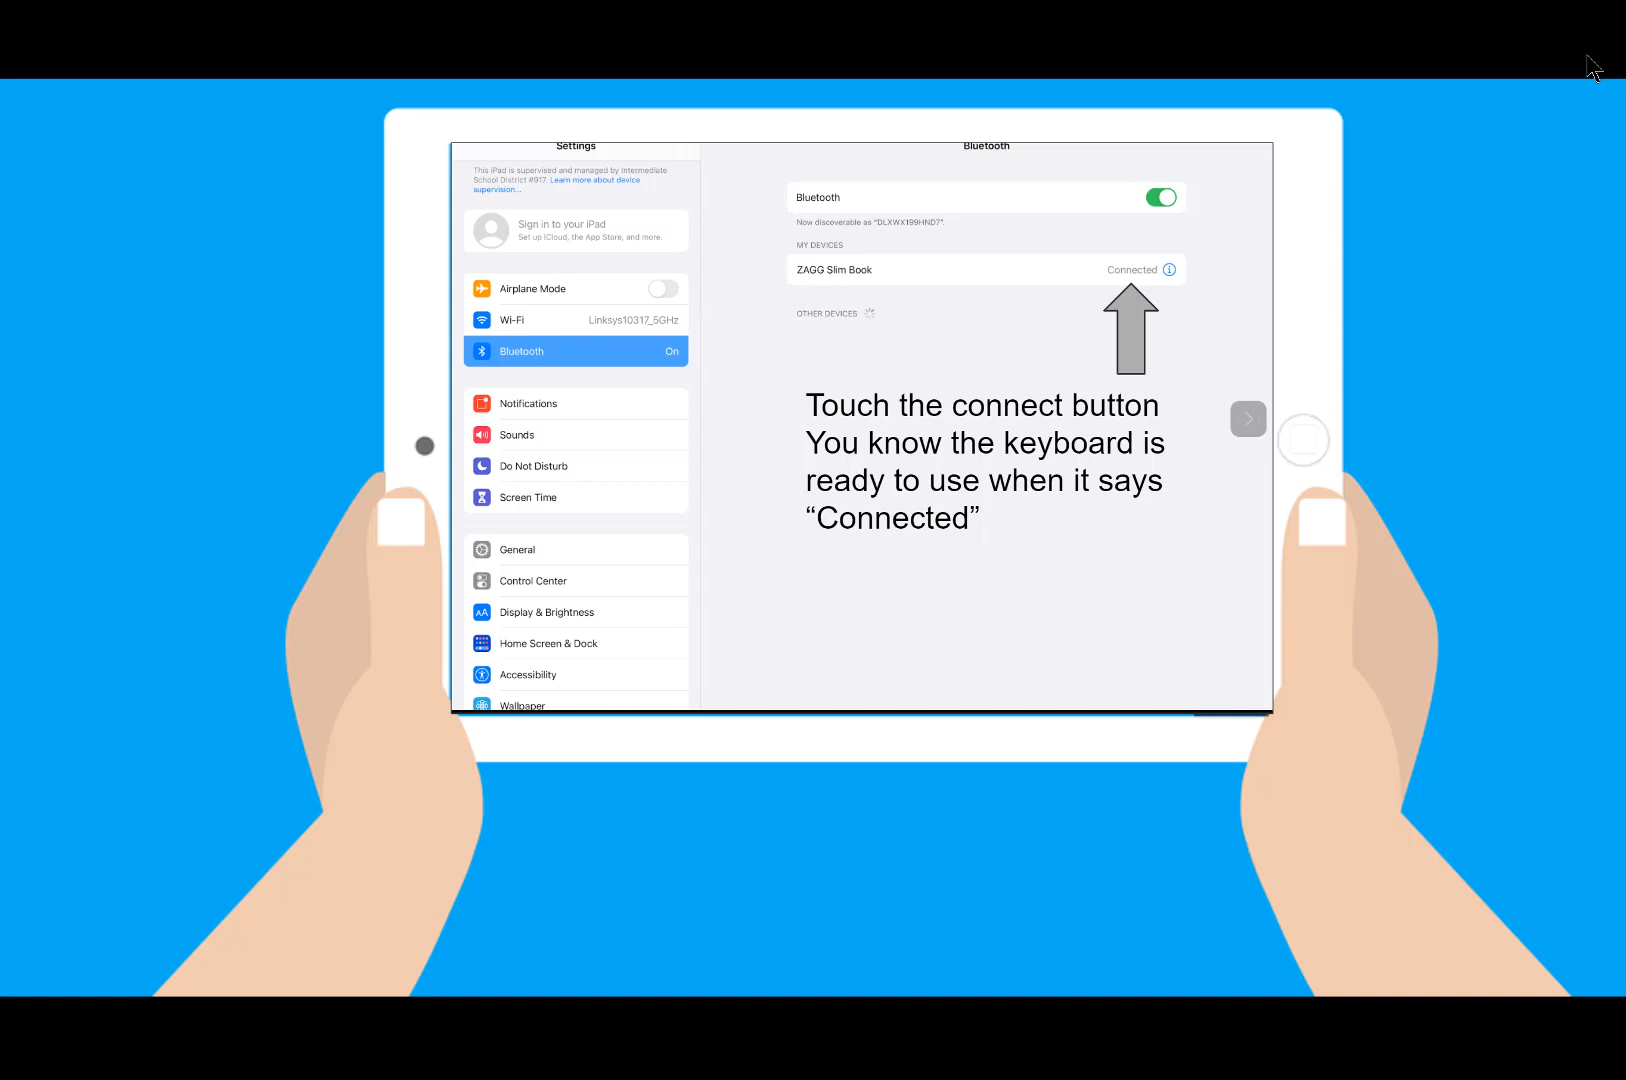 Settings
This iPad is supervised and managed by Intermediate
School District #917. Learn more about device
supervision...
Sign in to your iPad
Set up iCloud, the App Store, and more.
Airplane Mode
Wi-Fi Linksys10317_5GHz
Bluetooth On
Notifications
Sounds
Do Not Disturb
Screen Time
General
Control Center
AA Display & Brightness
Home Screen & Dock
Accessibility
Wallpaper
Bluetooth
Bluetooth
Now discoverable as "DLXWX199HND7".
MY DEVICES
ZAGG Slim Book Connected
OTHER DEVICES
Touch the connect button
You know the keyboard is
ready to use when it says
“Connected”